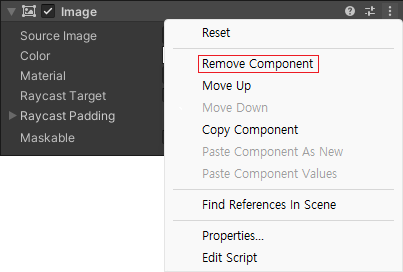 Image
Source Image
Color
Material
Raycast Target
Raycast Padding
Maskable
Reset
Remove Component
Move Up
Move Down
Copy Component
Paste Component As New
Paste Component Values
Find References In Scene
Properties...
Edit Script